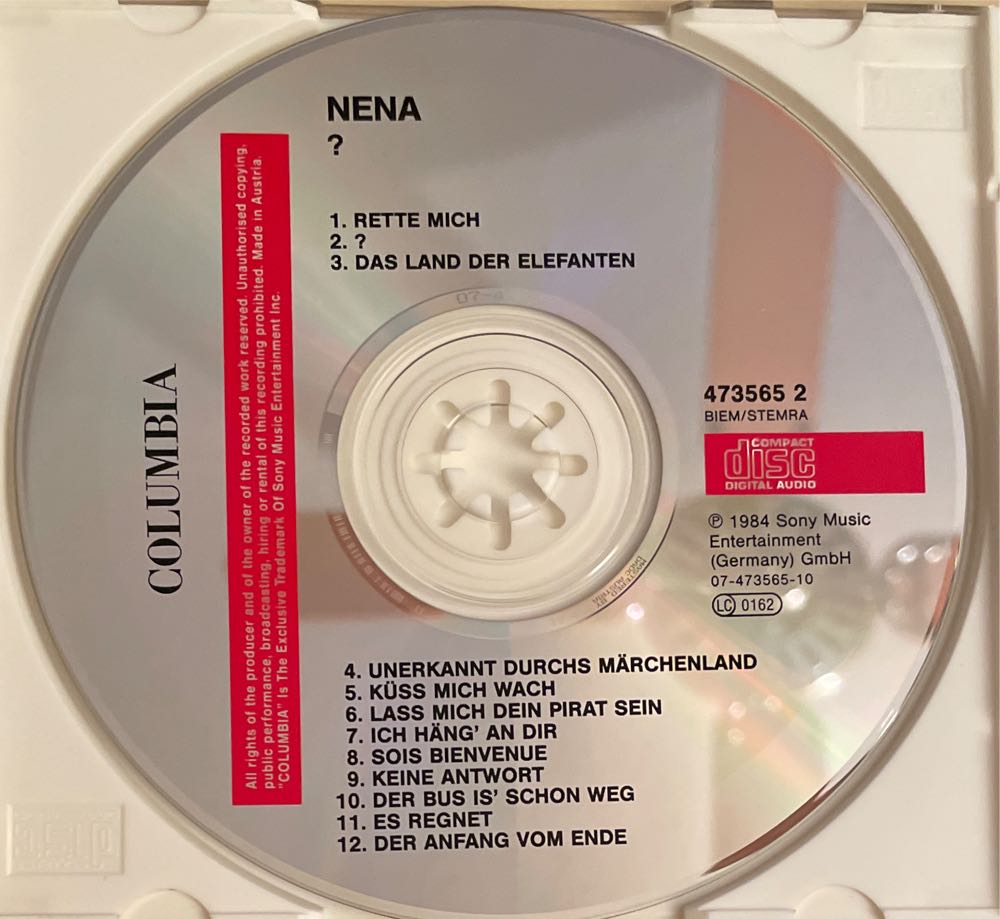 NENA
?
1. RETTE MICH
2. ?
3. DAS LAND DER ELEFANTEN
COLUMBIA
All rights of the producer and of the owner of the recorded work reserved. Unauthorised copying,
public performance, broadcasting, hiring or rental of this recording prohibited. Made in Austria.
"COLUMBIA" Is The Exclusive Trademark Of Sony Music Entertainment Inc.
473565 2
BIEM/STEMRA
COMPACT
disc
DIGITAL AUDIO
℗ 1984 Sony Music
Entertainment
(Germany) GmbH
07-473565-10
LC 0162
MASTERED BY
DADC AUSTRIA
4. UNERKANNT DURCHS MÄRCHENLAND
5. KÜSS MICH WACH
6. LASS MICH DEIN PIRAT SEIN
7. ICH HÄNG' AN DIR
8. SOIS BIENVENUE
9. KEINE ANTWORT
10. DER BUS IS' SCHON WEG
11. ES REGNET
12. DER ANFANG VOM ENDE
disc